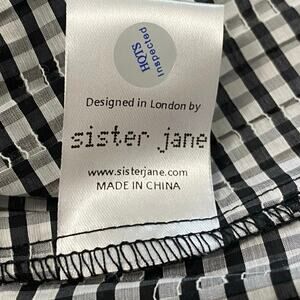 HQTS
Inspected
Designed in London by
sister jane
www.sisterjane.com
MADE IN CHINA